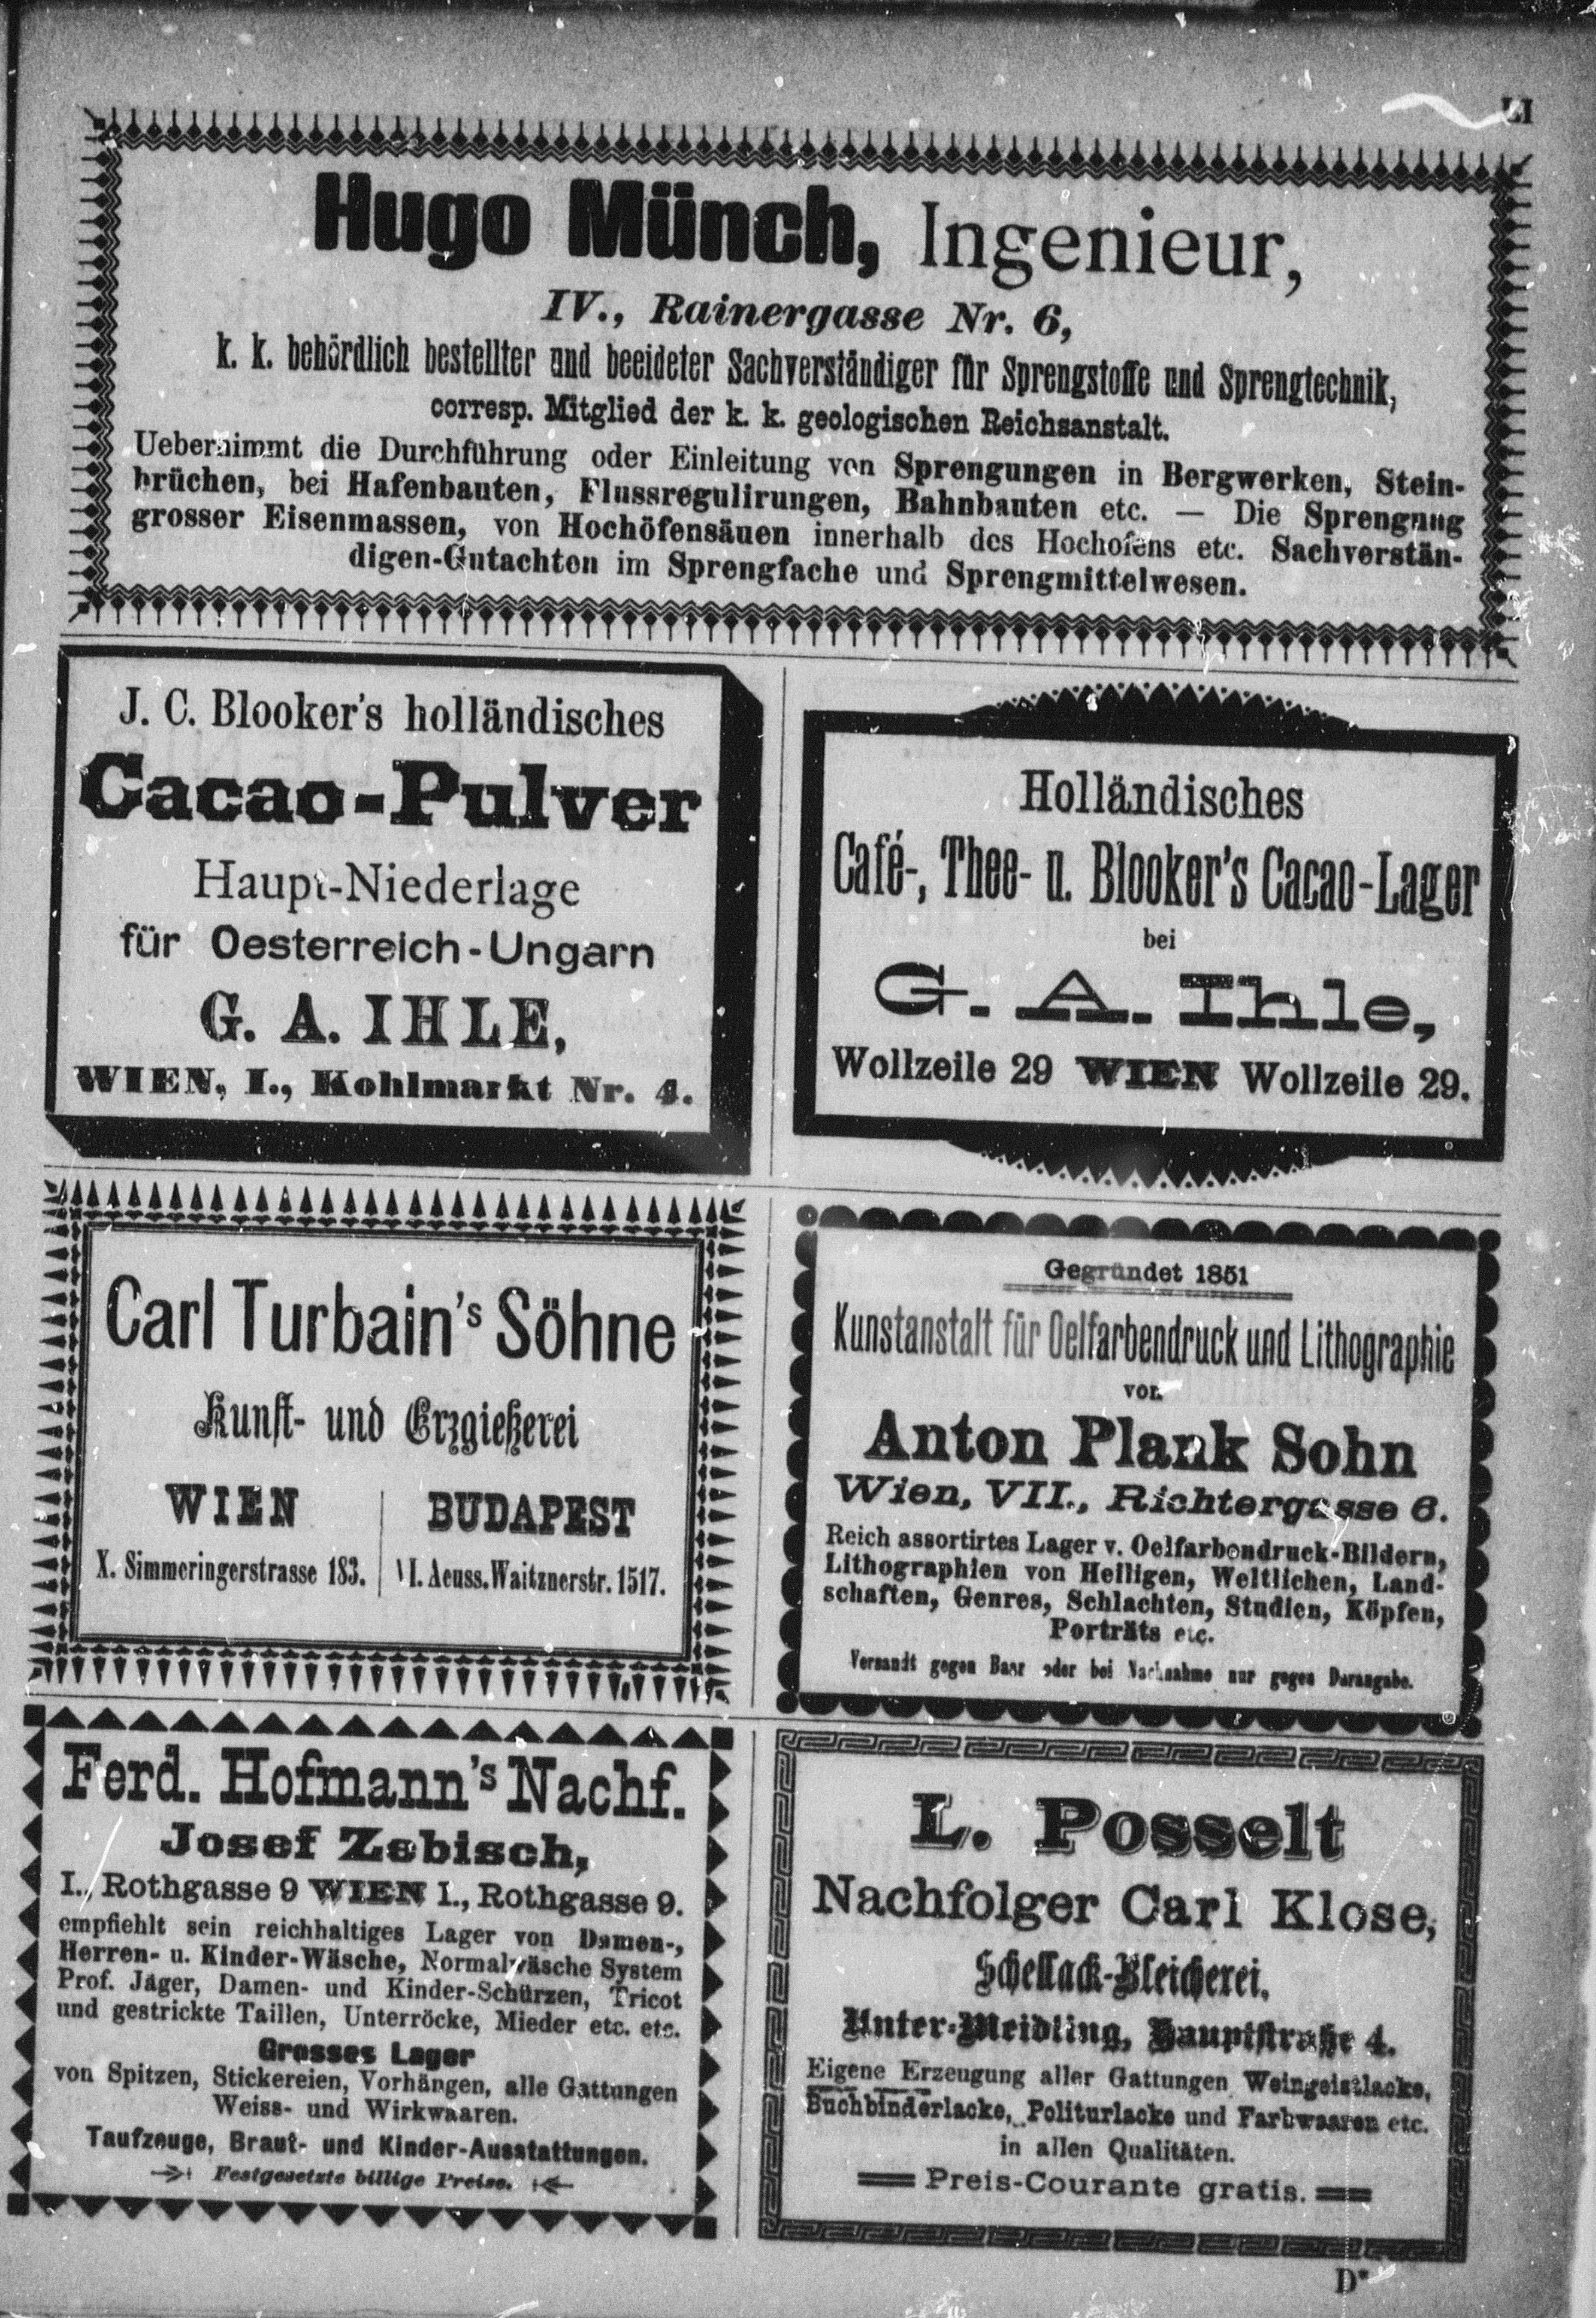 LI
Hugo Münch, Ingenieur,
IV., Rainergasse Nr. 6,
k. k. behördlich bestellter und beeideter Sachverständiger für Sprengstoffe und Sprengtechnik,
corresp. Mitglied der k. k. geologischen Reichsanstalt.
Uebernimmt die Durchführung oder Einleitung von Sprengungen in Bergwerken, Stein-
brüchen, bei Hafenbauten, Flussregulirungen, Bahnbauten etc. — Die Sprengung
grosser Eisenmassen, von Hochöfensäuen innerhalb des Hochofens etc. Sachverstän-
digen-Gutachten im Sprengfache und Sprengmittelwesen.
J. C. Blooker's holländisches
Cacao-Pulver
Haupt-Niederlage
für Oesterreich-Ungarn
G. A. IHLE,
WIEN, I., Kohlmarkt Nr. 4.
Holländisches
Café-, Thee- u. Blooker's Cacao-Lager
bei
G. A. Ihle,
Wollzeile 29 WIEN Wollzeile 29.
Carl Turbain's Söhne
Kunst- und Erzgießerei
WIEN
X. Simmeringerstrasse 183.
BUDAPEST
VI. Aeuss. Waitznerstr. 1517.
Gegründet 1851
Kunstanstalt für Oelfarbendruck und Lithographie
von
Anton Plank Sohn
Wien, VII., Richtergasse 6.
Reich assortirtes Lager v. Oelfarbendruck-Bildern,
Lithographien von Heiligen, Weltlichen, Land-
schaften, Genres, Schlachten, Studien, Köpfen,
Porträts etc.
Versandt gegen Baar oder bei Nachnahme nur gegen Darangabe.
Ferd. Hofmann's Nachf.
Josef Zebisch,
I., Rothgasse 9 WIEN I., Rothgasse 9.
empfiehlt sein reichhaltiges Lager von Damen-,
Herren- u. Kinder-Wäsche, Normalwäsche System
Prof. Jäger, Damen- und Kinder-Schürzen, Tricot
und gestrickte Taillen, Unterröcke, Mieder etc. etc.
Grosses Lager
von Spitzen, Stickereien, Vorhängen, alle Gattungen
Weiss- und Wirkwaaren.
Taufzeuge, Braut- und Kinder-Ausstattungen.
Festgesetzte billige Preise.
L. Posselt
Nachfolger Carl Klose,
Schellack-Bleicherei,
Unter-Meidling, Hauptstraße 4.
Eigene Erzeugung aller Gattungen Weingeistlacke,
Buchbinderlacke, Politurlacke und Farbwaaren etc.
in allen Qualitäten.
Preis-Courante gratis.
D*